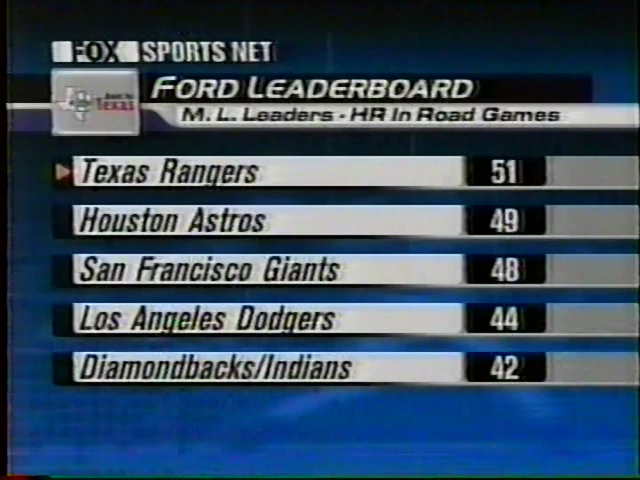 FOX SPORTS NET
FORD LEADERBOARD
Texas
M. L. Leaders - HR In Road Games
Texas Rangers 51
Houston Astros 49
San Francisco Giants 48
Los Angeles Dodgers 44
Diamondbacks/Indians 42